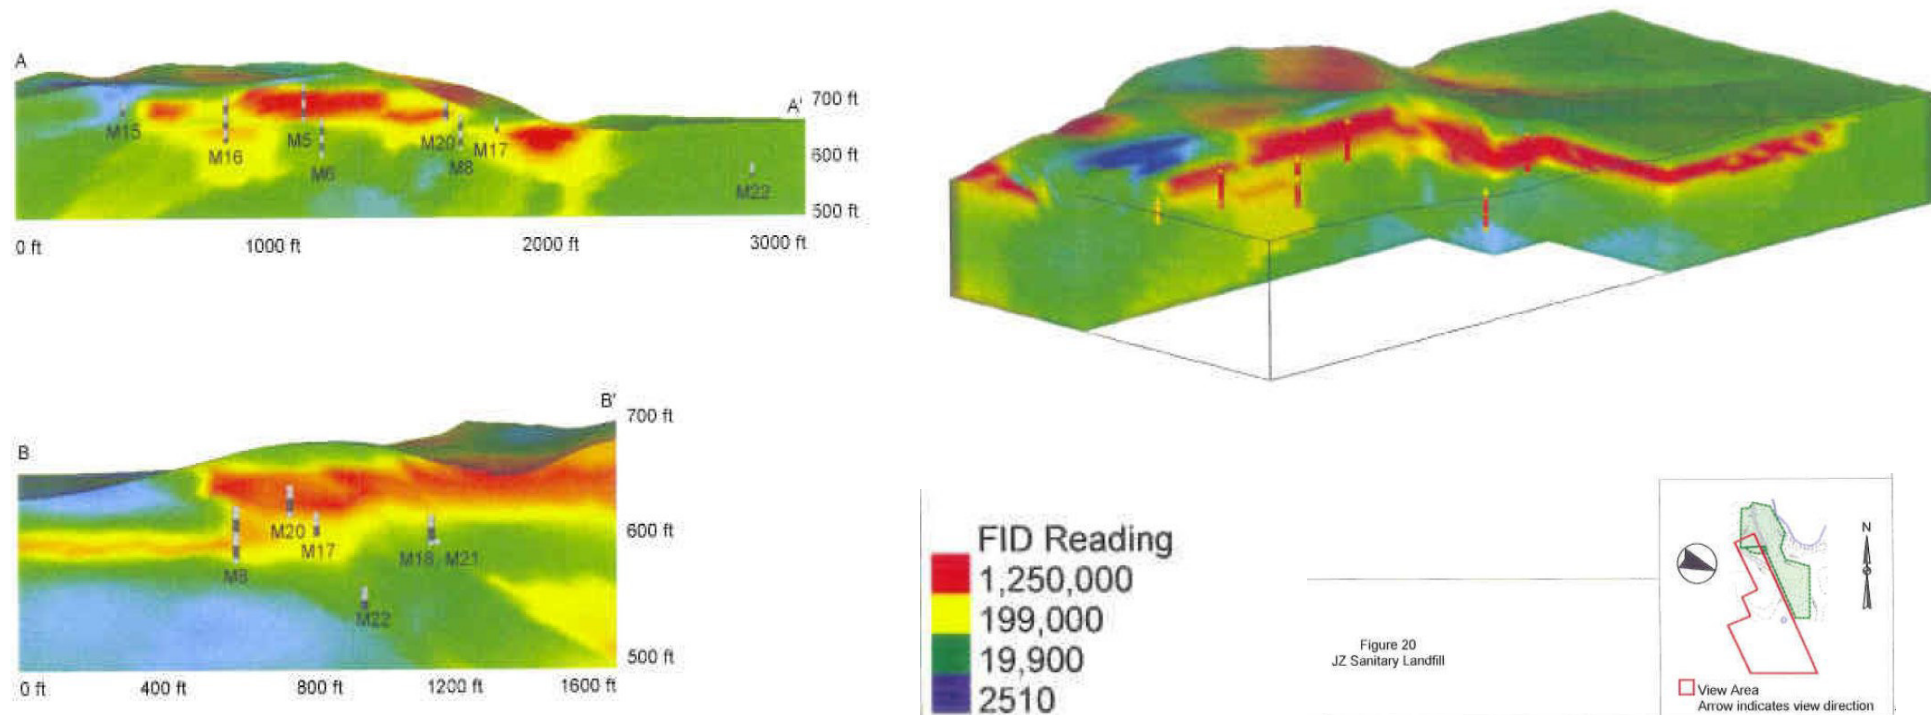 A
A'
700 ft
600 ft
500 ft
M15
M16
M5
M6
M20
M8
M17
M22
0 ft
1000 ft
2000 ft
3000 ft
B
B'
700 ft
600 ft
500 ft
M8
M20
M17
M18
M21
M22
0 ft
400 ft
800 ft
1200 ft
1600 ft
FID Reading
1,250,000
199,000
19,900
2510
Figure 20
JZ Sanitary Landfill
N
View Area
Arrow indicates view direction